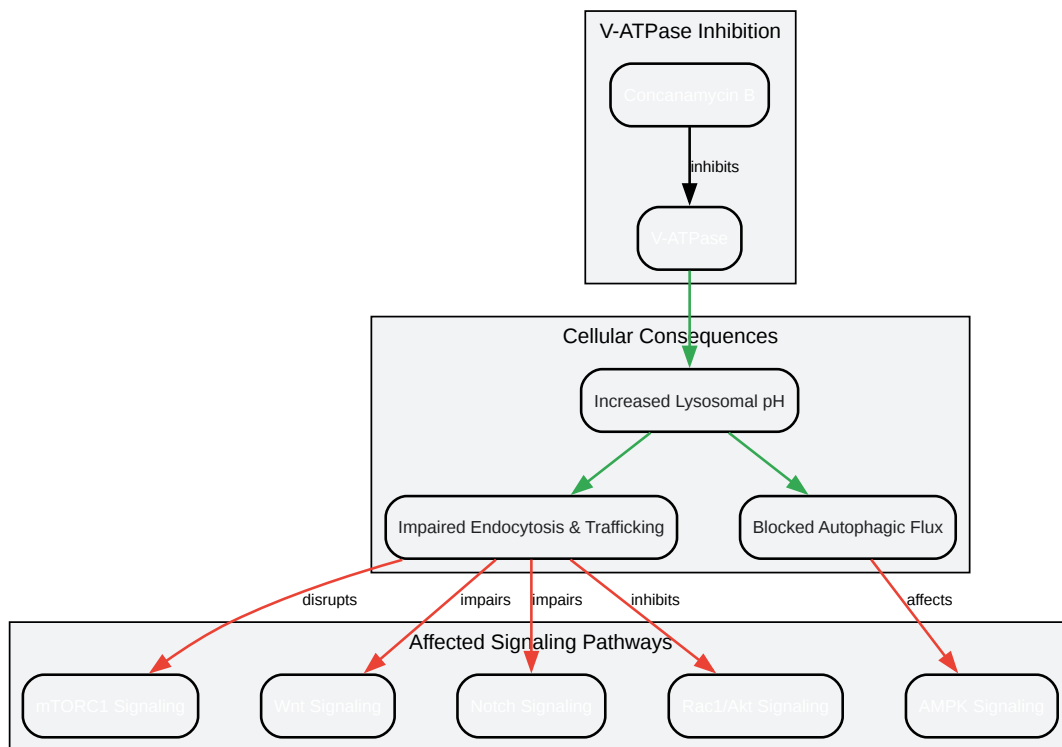 V-ATPase Inhibition
Concanamycin B
inhibits
V-ATPase
Cellular Consequences
Increased Lysosomal pH
Impaired Endocytosis & Trafficking
Blocked Autophagic Flux
disrupts
impairs
impairs
inhibits
affects
Affected Signaling Pathways
mTORC1 Signaling
Wnt Signaling
Notch Signaling
Rac1/Akt Signaling
AMPK Signaling